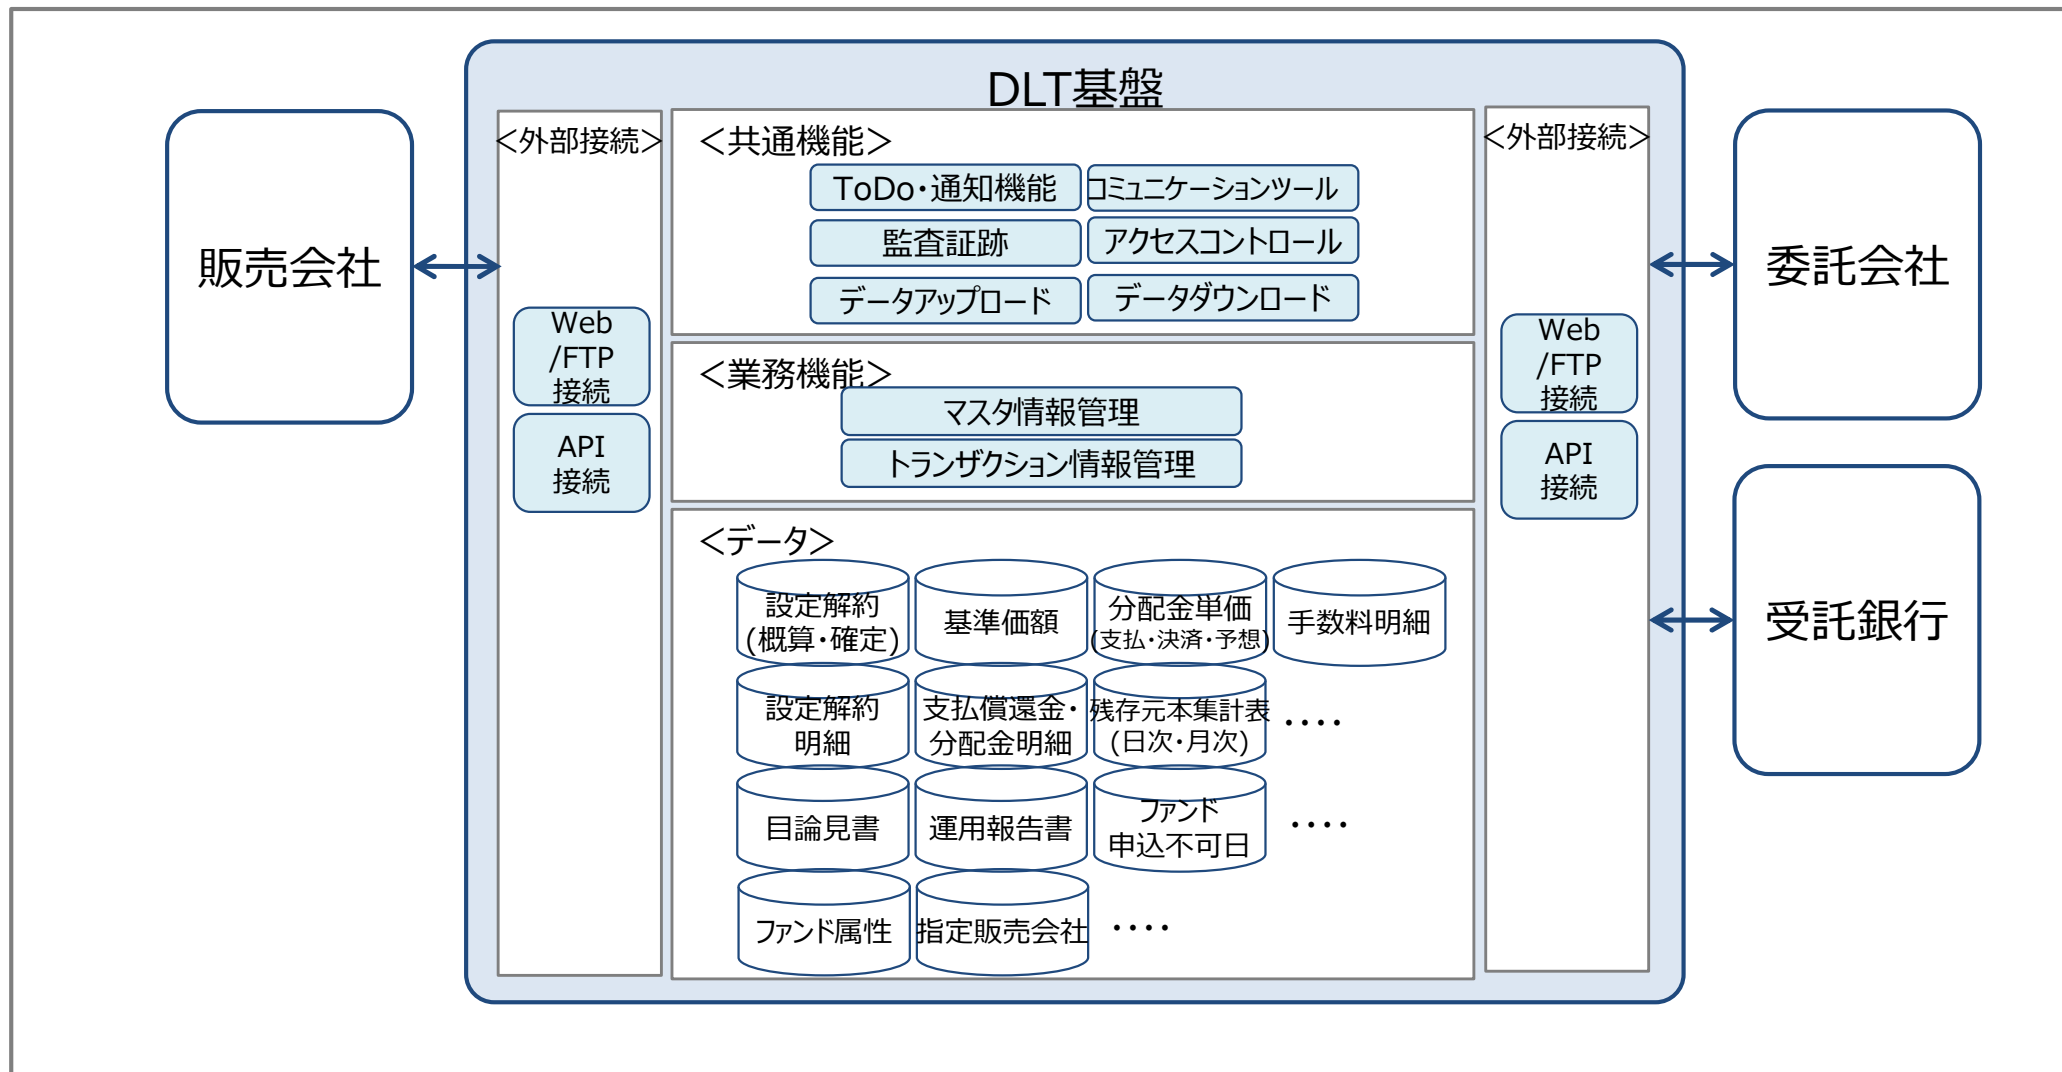 DLT基盤
販売会社
＜外部接続＞
Web
/FTP
接続
API
接続
＜共通機能＞
ToDo・通知機能
コミュニケーションツール
監査証跡
アクセスコントロール
データアップロード
データダウンロード
＜業務機能＞
マスタ情報管理
トランザクション情報管理
＜データ＞
設定解約
(概算・確定)
基準価額
分配金単価
(支払・決済・予想)
手数料明細
設定解約
明細
支払償還金・
分配金明細
残存元本集計表
(日次・月次)
・・・・
目論見書
運用報告書
ファンド
申込不可日
・・・・
ファンド属性
指定販売会社
・・・・
＜外部接続＞
Web
/FTP
接続
API
接続
委託会社
受託銀行